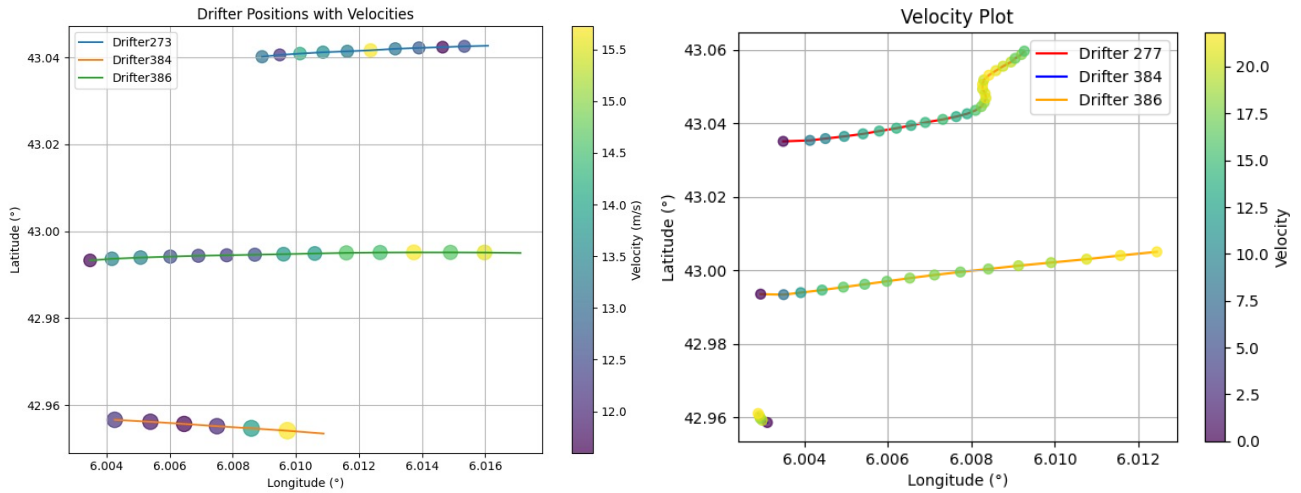 Drifter Positions with Velocities
Drifter273
Drifter384
Drifter386
43.04
43.02
43.00
42.98
42.96
6.004 6.006 6.008 6.010 6.012 6.014 6.016
Latitude (°)
Longitude (°)
15.5
15.0
14.5
14.0
13.5
13.0
12.5
12.0
Velocity (m/s)
Velocity Plot
Drifter 277
Drifter 384
Drifter 386
43.06
43.04
43.02
43.00
42.98
42.96
6.004 6.006 6.008 6.010 6.012
Latitude (°)
Longitude (°)
20.0
17.5
15.0
12.5
10.0
7.5
5.0
2.5
0.0
Velocity